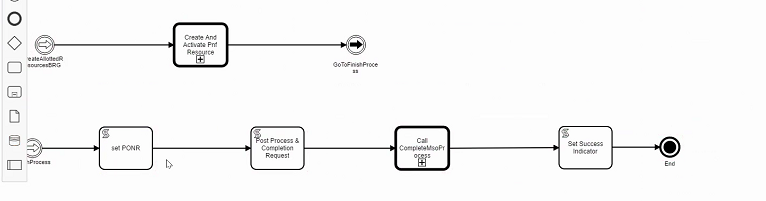 Create And
Activate Pnf
Resource
reateAllottedR
sourcesBRG
GoToFinishProce
ss
set PONR
Post Process &
Completion
Request
Call
CompleteMsoPr
ocess
Set Success
Indicator
hProcess
End